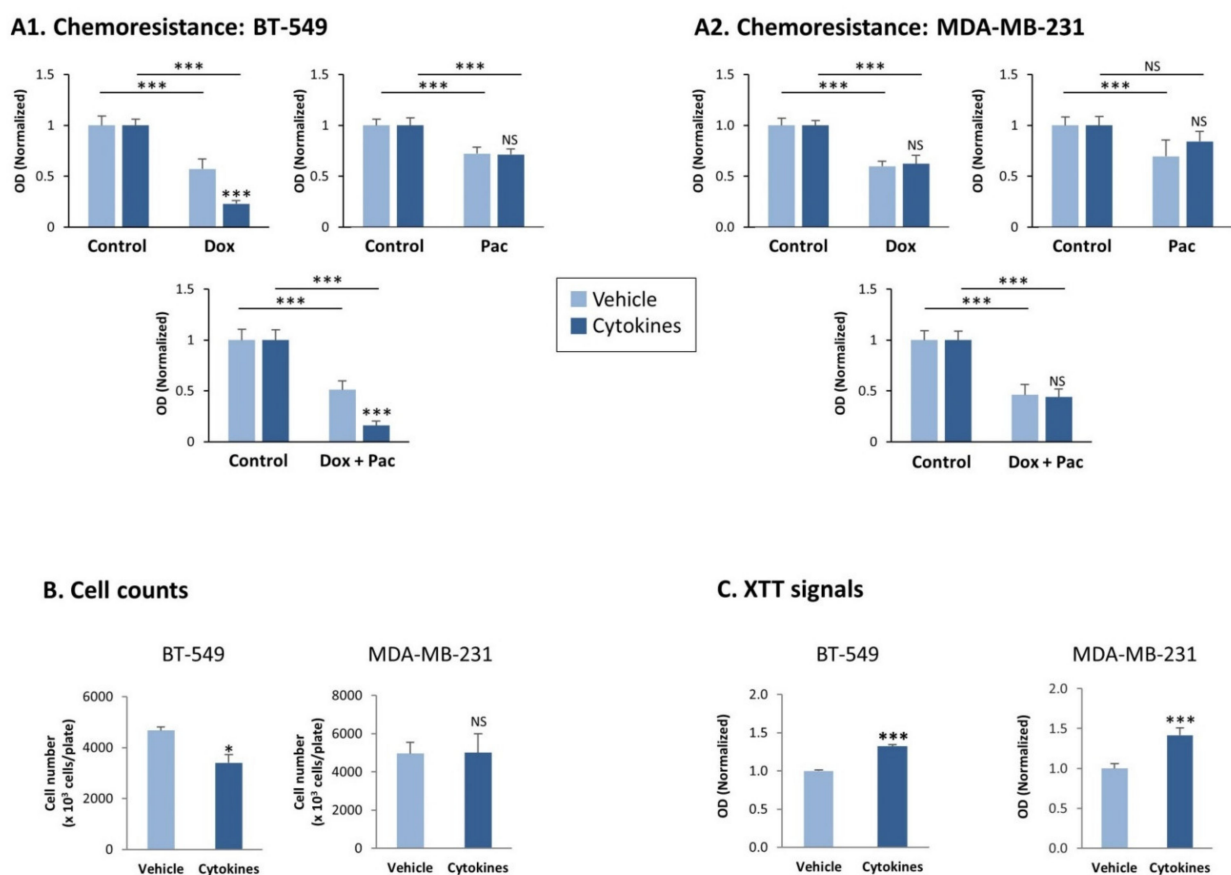 A1. Chemoresistance: BT-549
***
***
OD (Normalized)
1.5
1
0.5
0
***
Control
Dox
***
***
OD (Normalized)
1.5
1
0.5
0
NS
Control
Pac
***
***
OD (Normalized)
1.5
1
0.5
0
***
Control
Dox + Pac
Vehicle
Cytokines
A2. Chemoresistance: MDA-MB-231
***
***
OD (Normalized)
1.5
1.0
0.5
0.0
NS
Control
Dox
NS
***
OD (Normalized)
1.5
1
0.5
0.0
NS
Control
Pac
***
***
OD (Normalized)
1.5
1
0.5
0
NS
Control
Dox + Pac
B. Cell counts
BT-549
Cell number
(x 10³ cells/plate)
6000
4000
2000
0
*
Vehicle
Cytokines
MDA-MB-231
Cell number
(x 10³ cells/plate)
8000
6000
4000
2000
0
NS
Vehicle
Cytokines
C. XTT signals
BT-549
OD (Normalized)
2.0
1.5
1.0
0.5
0.0
***
Vehicle
Cytokines
MDA-MB-231
OD (Normalized)
2.0
1.5
1.0
0.5
0.0
***
Vehicle
Cytokines